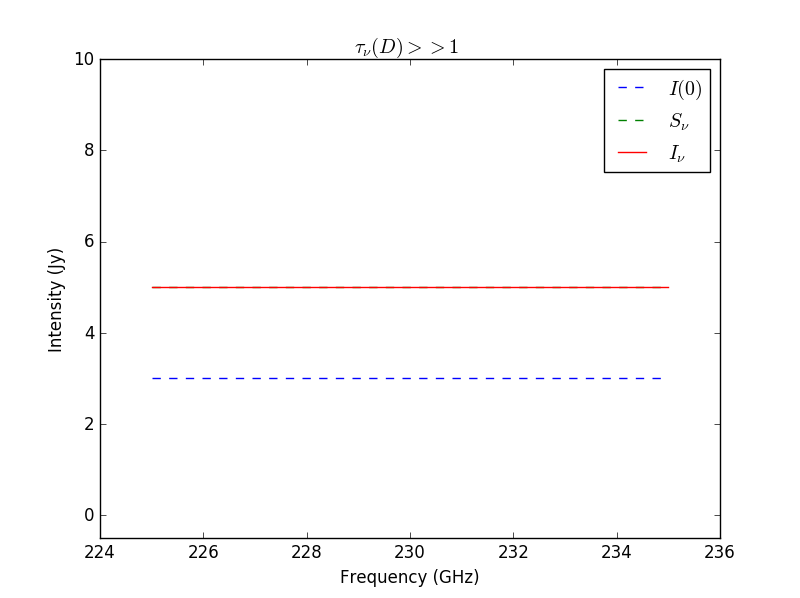 τν(D) >> 1
10
8
6
4
2
0
Intensity (Jy)
I(0)
Sν
Iν
224 226 228 230 232 234 236
Frequency (GHz)